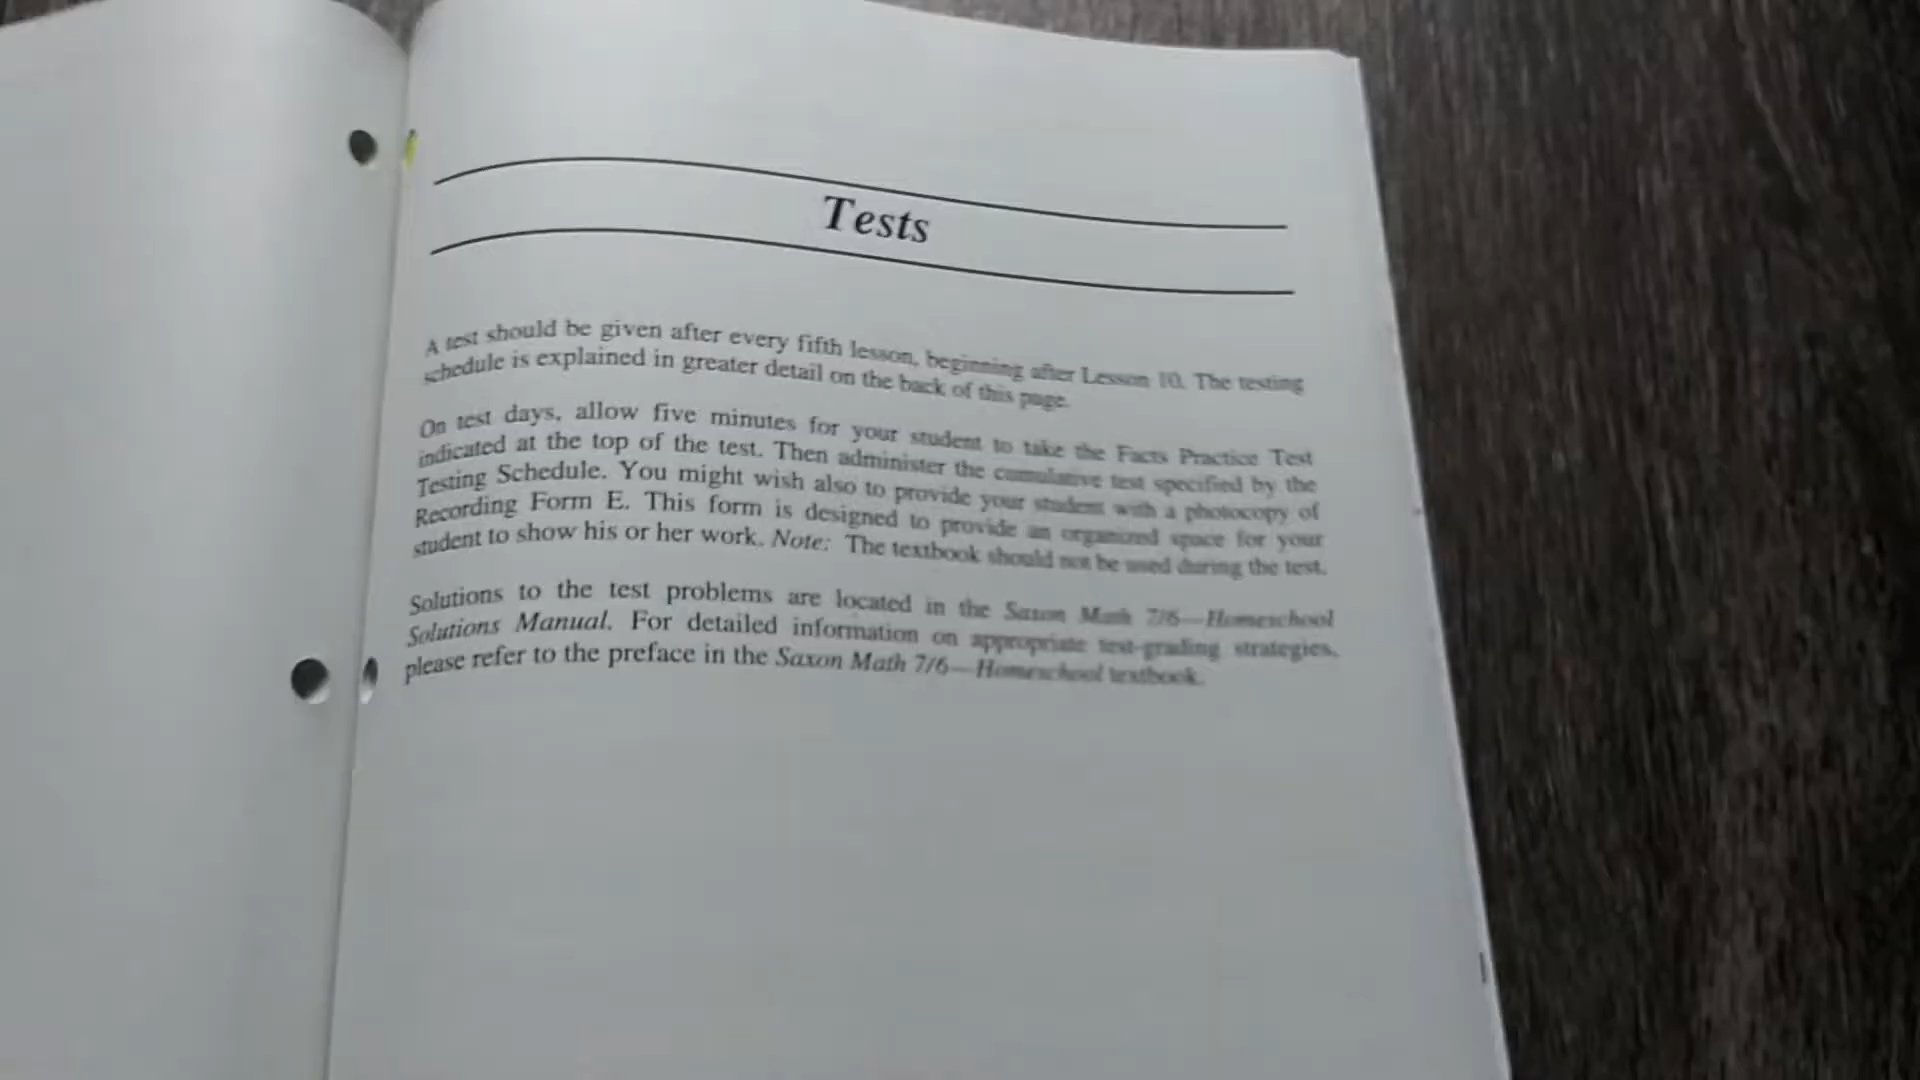 Tests
A test should be given after every fifth lesson, beginning after Lesson 10. The testing
schedule is explained in greater detail on the back of this page.
On test days, allow five minutes for your student to take the Facts Practice Test
indicated at the top of the test. Then administer the cumulative test specified by the
Testing Schedule. You might wish also to provide your student with a photocopy of
Recording Form E. This form is designed to provide an organized space for your
student to show his or her work. Note: The textbook should not be used during the test.
Solutions to the test problems are located in the Saxon Math 7/6—Homeschool
Solutions Manual. For detailed information on appropriate test-grading strategies,
please refer to the preface in the Saxon Math 7/6—Homeschool textbook.